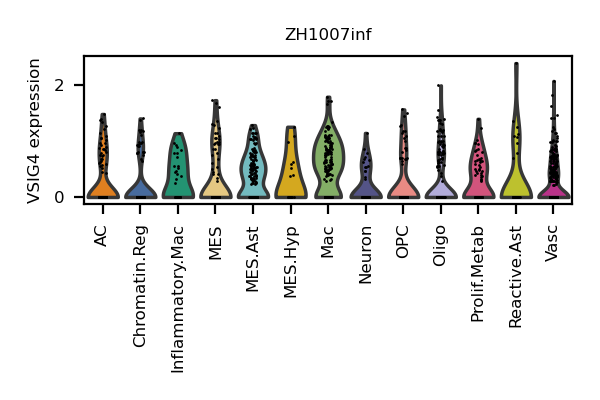 ZH1007inf
VSIG4 expression
2
0
AC
Chromatin.Reg
Inflammatory.Mac
MES
MES.Ast
MES.Hyp
Mac
Neuron
OPC
Oligo
Prolif.Metab
Reactive.Ast
Vasc